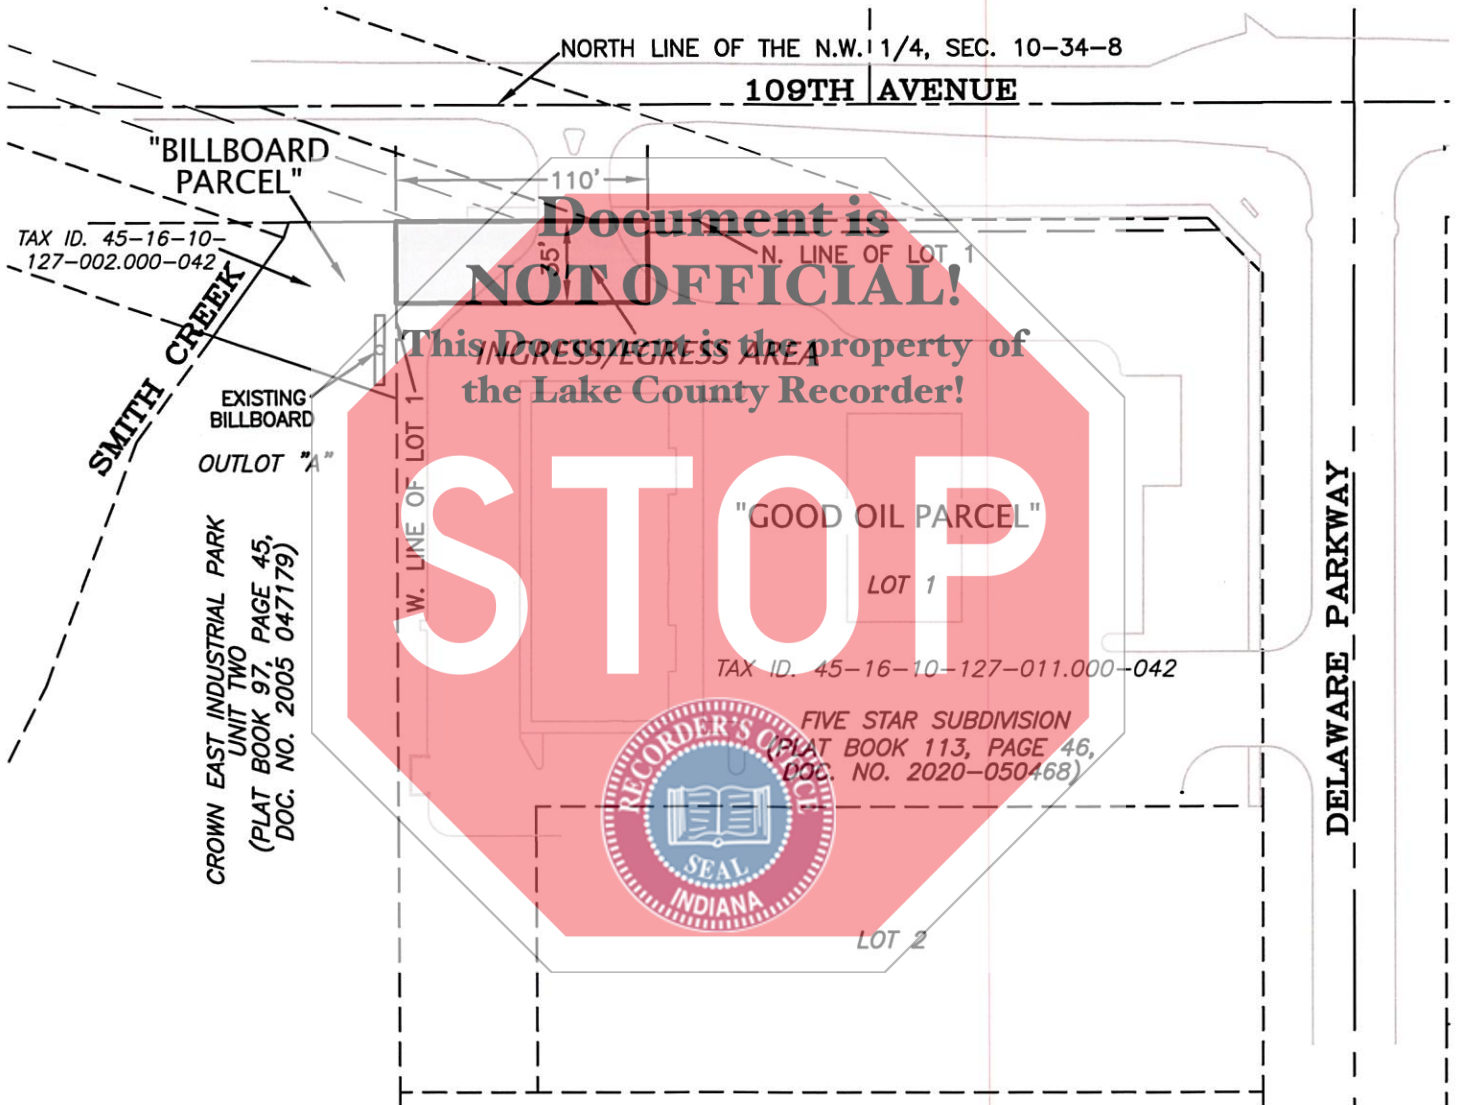 NORTH LINE OF THE N.W. 1/4, SEC. 10-34-8
109TH AVENUE
"BILLBOARD
PARCEL"
110'
35'
TAX ID. 45-16-10-
127-002.000-042
N. LINE OF LOT 1
SMITH CREEK
INGRESS/EGRESS AREA
EXISTING
BILLBOARD
OUTLOT "A"
W. LINE OF LOT 1
CROWN EAST INDUSTRIAL PARK
UNIT TWO
(PLAT BOOK 97, PAGE 45,
DOC. NO. 2005 047179)
"GOOD OIL PARCEL"
LOT 1
TAX ID. 45-16-10-127-011.000-042
FIVE STAR SUBDIVISION
(PLAT BOOK 113, PAGE 46,
DOC. NO. 2020-050468)
LOT 2
DELAWARE PARKWAY
Document is
NOT OFFICIAL!
This Document is the property of
the Lake County Recorder!
STOP
RECORDER'S OFFICE
SEAL
INDIANA